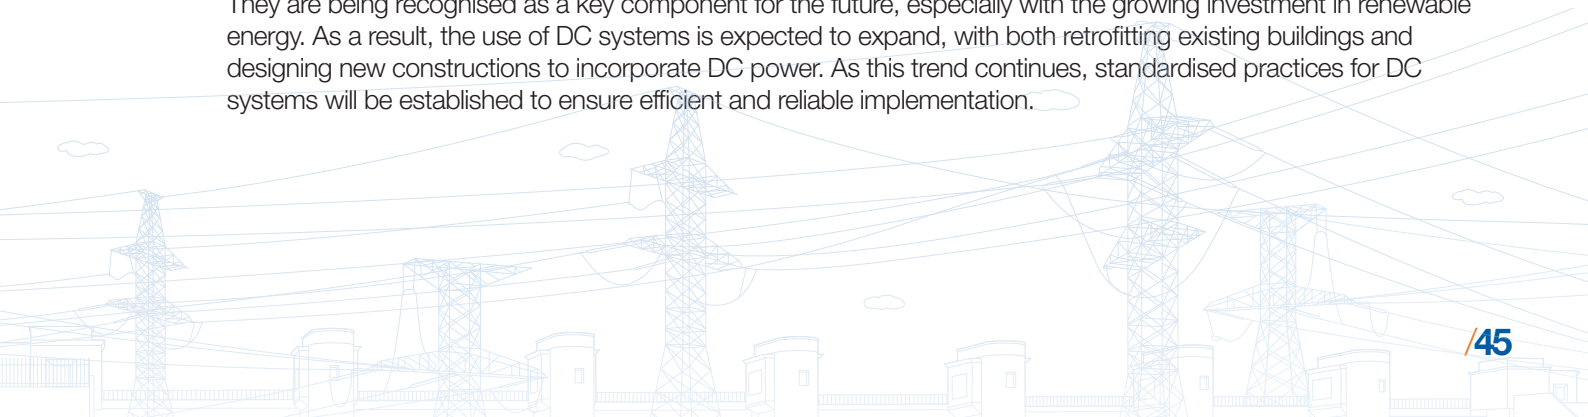 They are being recognised as a key component for the future, especially with the growing investment in renewable
energy. As a result, the use of DC systems is expected to expand, with both retrofitting existing buildings and
designing new constructions to incorporate DC power. As this trend continues, standardised practices for DC
systems will be established to ensure efficient and reliable implementation.
/45